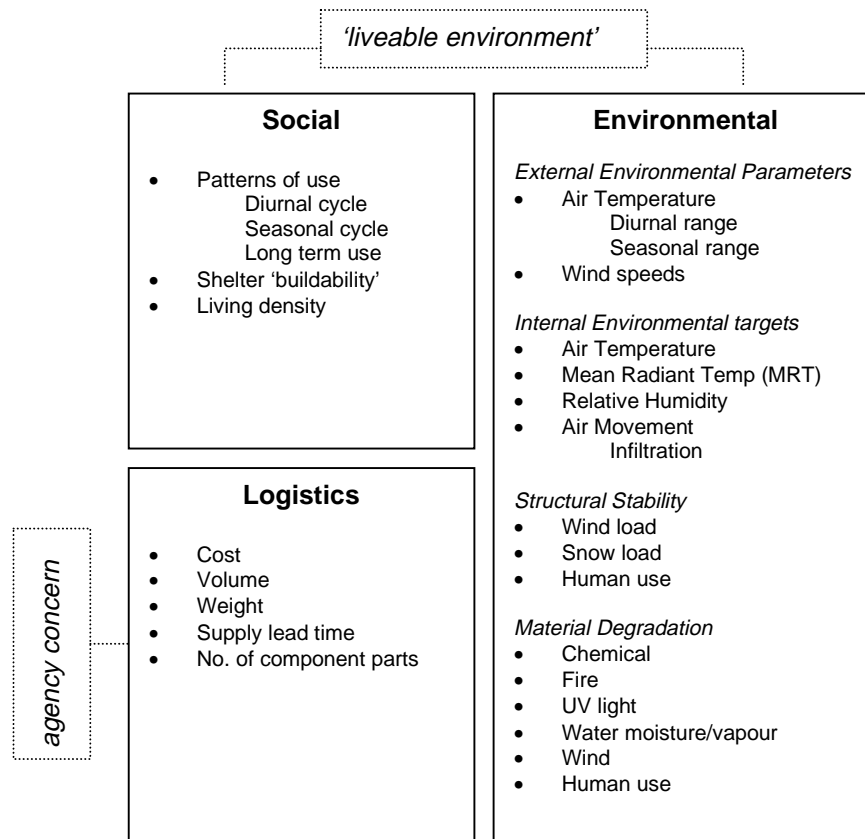 ‘liveable environment’
Social
• Patterns of use
Diurnal cycle
Seasonal cycle
Long term use
• Shelter ‘buildability’
• Living density
Environmental
External Environmental Parameters
• Air Temperature
Diurnal range
Seasonal range
• Wind speeds
Internal Environmental targets
• Air Temperature
• Mean Radiant Temp (MRT)
• Relative Humidity
• Air Movement
Infiltration
Structural Stability
• Wind load
• Snow load
• Human use
Material Degradation
• Chemical
• Fire
• UV light
• Water moisture/vapour
• Wind
• Human use
agency concern
Logistics
• Cost
• Volume
• Weight
• Supply lead time
• No. of component parts